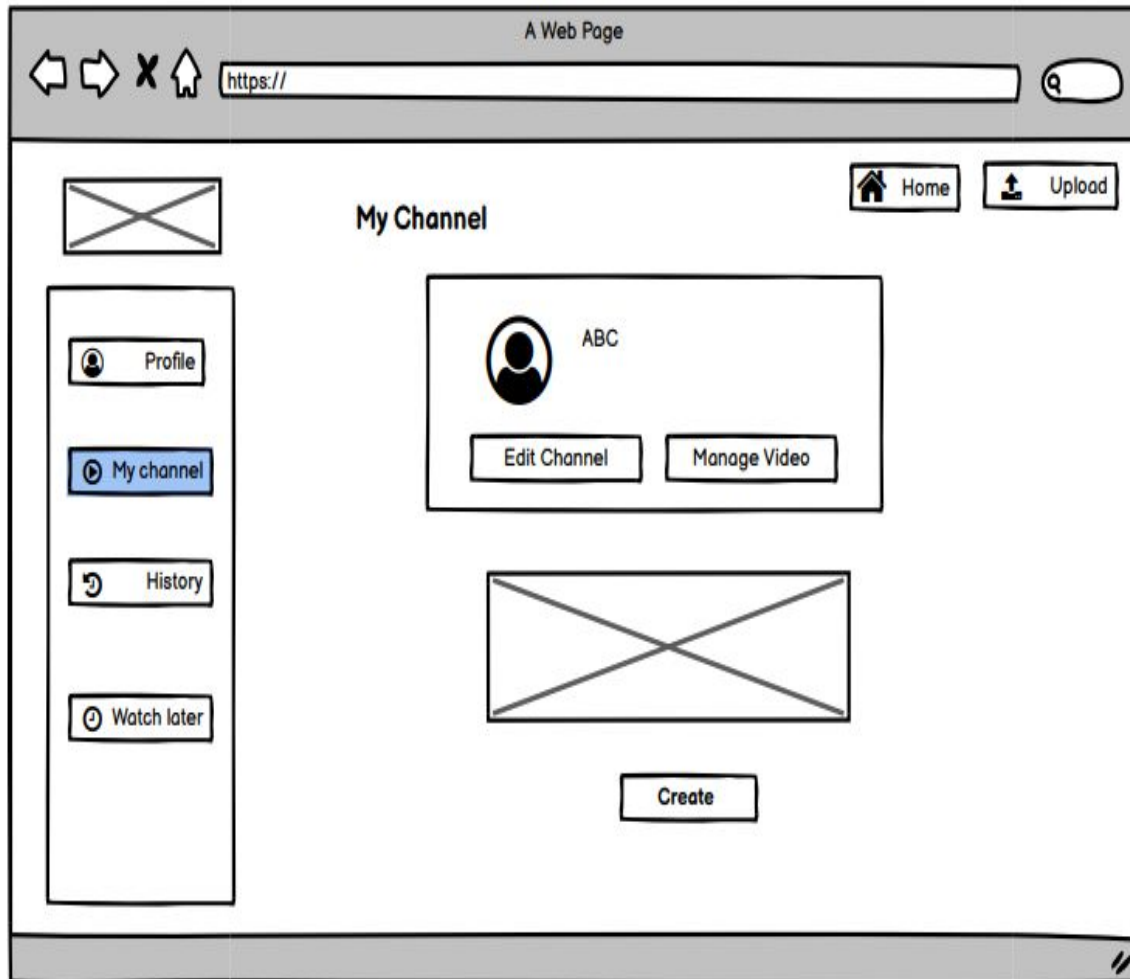 A Web Page
https://
Home
Upload
My Channel
Profile
ABC
My channel
Edit Channel
Manage Video
History
Watch later
Create